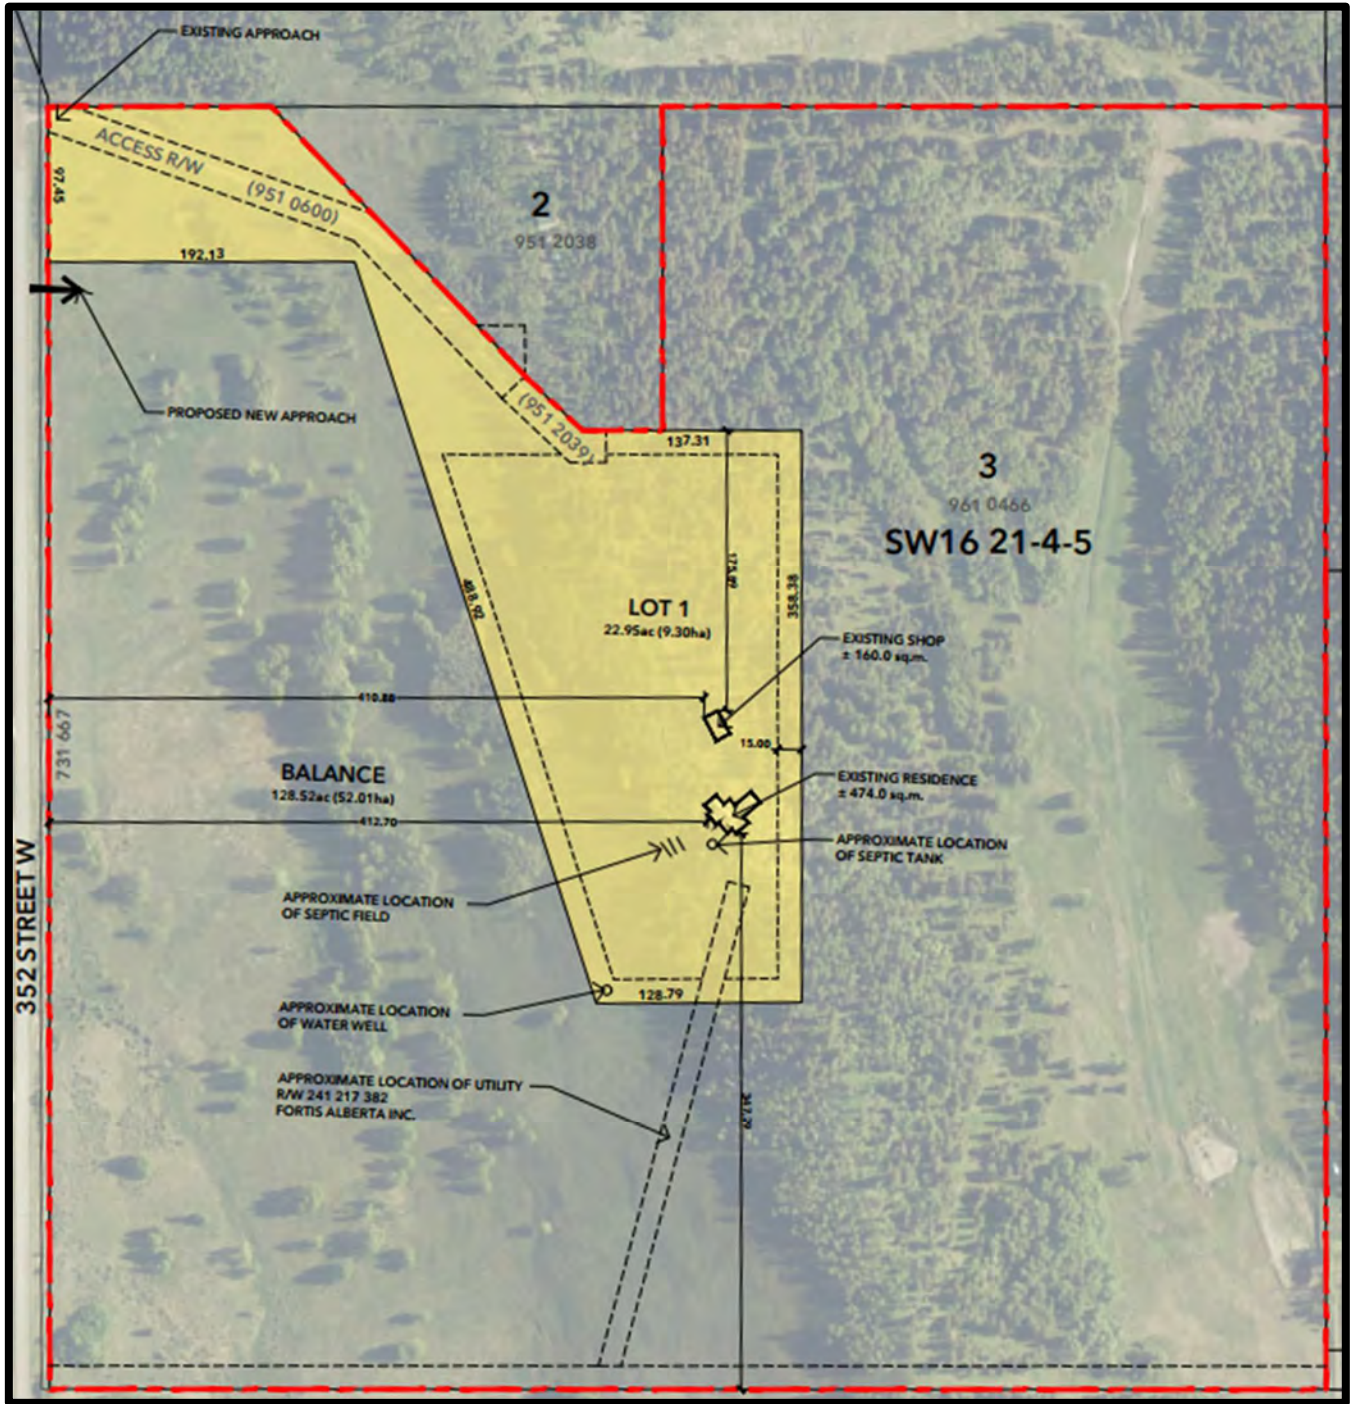 EXISTING APPROACH
ACCESS R/W
(951 0600)
97.45
2
951 2038
192.13
PROPOSED NEW APPROACH
(951 2039)
137.31
3
961 0466
SW16 21-4-5
488.92
358.38
LOT 1
22.95ac (9.30ha)
EXISTING SHOP
± 160.0 sq.m.
410.88
731 667
15.00
BALANCE
128.52ac (52.01ha)
EXISTING RESIDENCE
± 474.0 sq.m.
412.70
APPROXIMATE LOCATION
OF SEPTIC TANK
352 STREET W
APPROXIMATE LOCATION
OF SEPTIC FIELD
128.79
APPROXIMATE LOCATION
OF WATER WELL
APPROXIMATE LOCATION OF UTILITY
R/W 241 217 382
FORTIS ALBERTA INC.